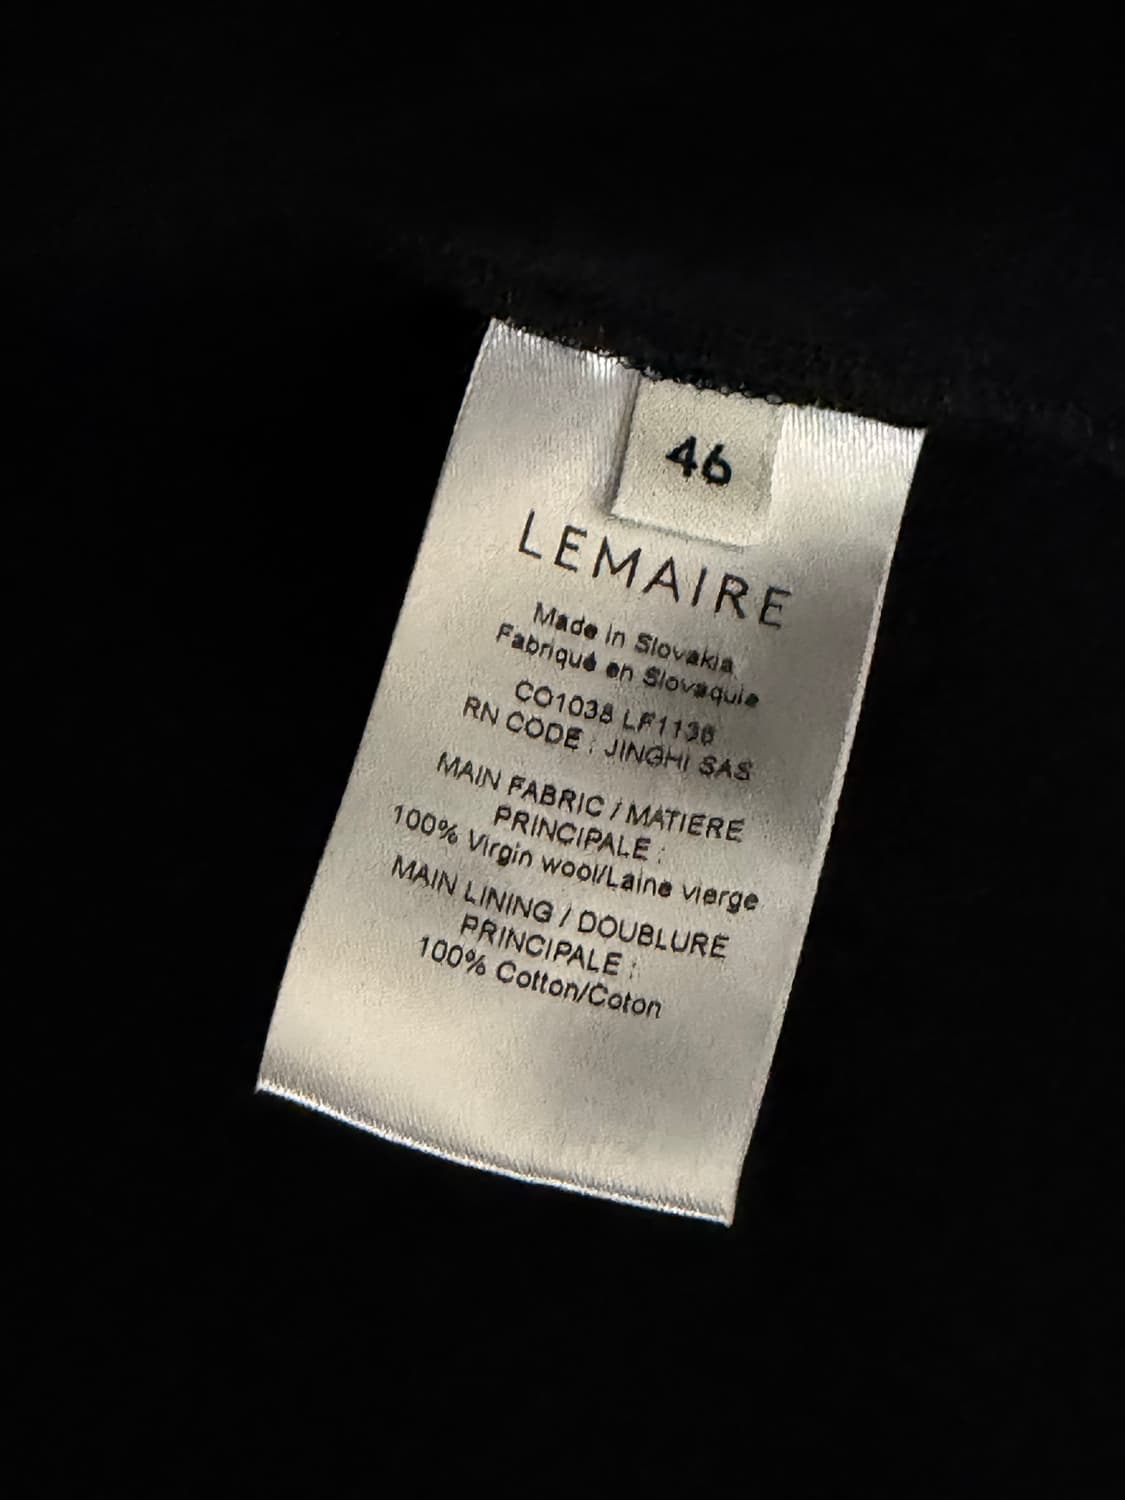 46
LEMAIRE
Made in Slovakia
Fabriqué en Slovaquie
CO1038 LF1136
RN CODE : JINGHI SAS
MAIN FABRIC / MATIERE
PRINCIPALE :
100% Virgin wool/Laine vierge
MAIN LINING / DOUBLURE
PRINCIPALE :
100% Cotton/Coton